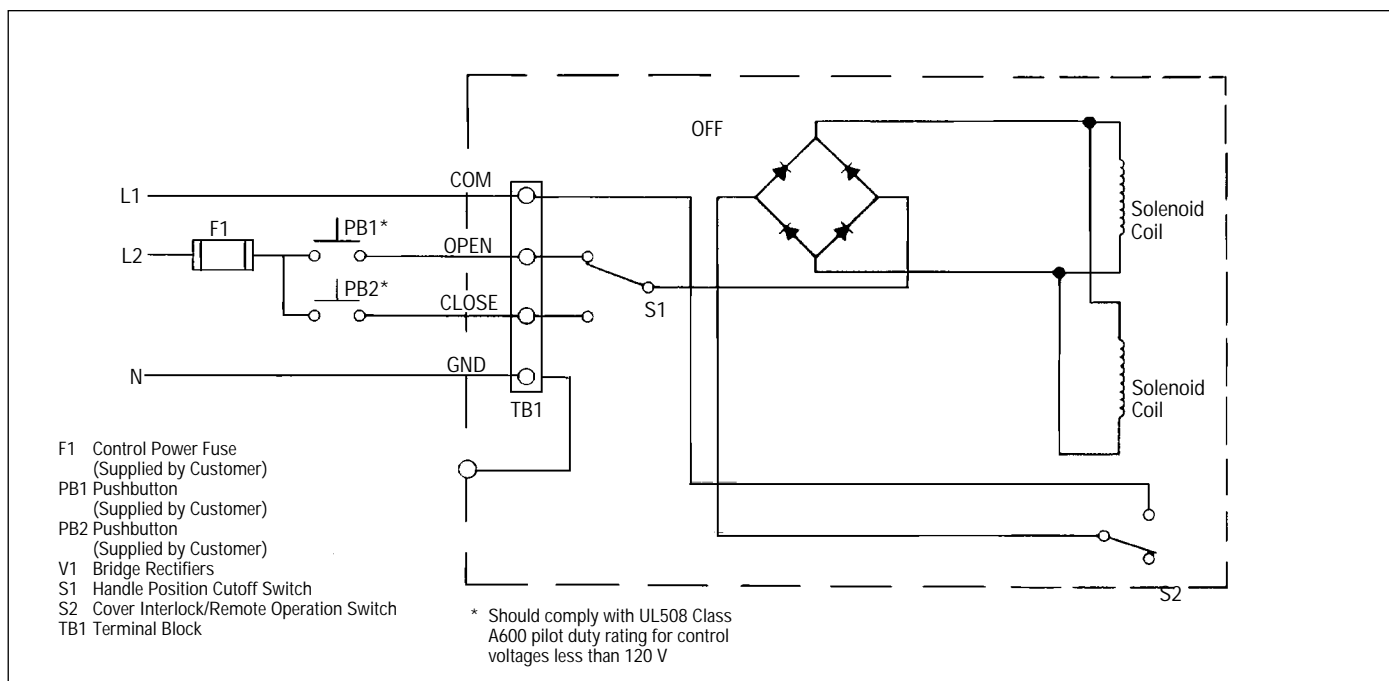 OFF
COM
L1
F1
PB1*
OPEN
L2
PB2*
CLOSE
S1
Solenoid
Coil
GND
N
TB1
Solenoid
Coil
S2
F1 Control Power Fuse
(Supplied by Customer)
PB1 Pushbutton
(Supplied by Customer)
PB2 Pushbutton
(Supplied by Customer)
V1 Bridge Rectifiers
S1 Handle Position Cutoff Switch
S2 Cover Interlock/Remote Operation Switch
TB1 Terminal Block
* Should comply with UL508 Class
A600 pilot duty rating for control
voltages less than 120 V